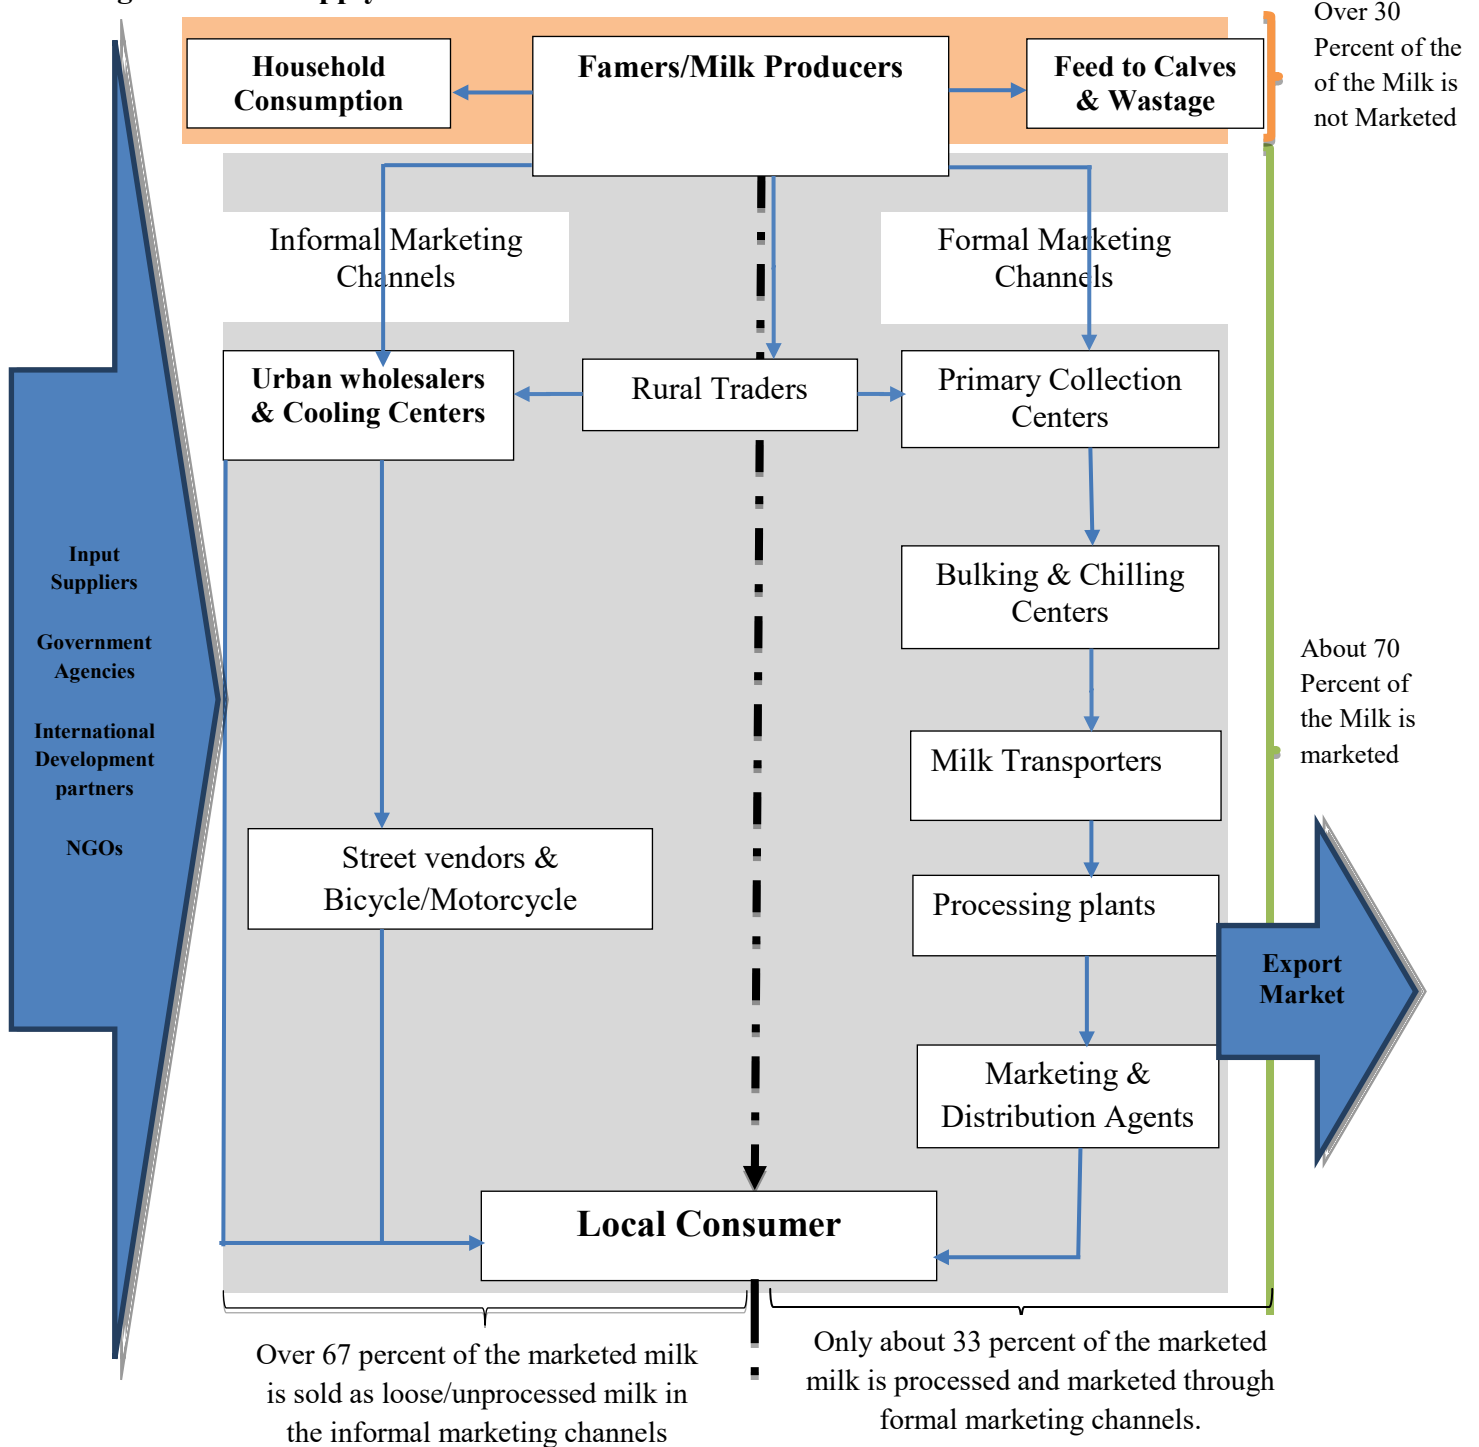 Over 30
Percent of the
of the Milk is
not Marketed
Household
Consumption
Famers/Milk Producers
Feed to Calves
& Wastage
Informal Marketing
Channels
Formal Marketing
Channels
Urban wholesalers
& Cooling Centers
Rural Traders
Primary Collection
Centers
Input
Suppliers
Government
Agencies
International
Development
partners
NGOs
Bulking & Chilling
Centers
About 70
Percent of
the Milk is
marketed
Milk Transporters
Street vendors &
Bicycle/Motorcycle
Processing plants
Export
Market
Marketing &
Distribution Agents
Local Consumer
Over 67 percent of the marketed milk
is sold as loose/unprocessed milk in
the informal marketing channels
Only about 33 percent of the marketed
milk is processed and marketed through
formal marketing channels.